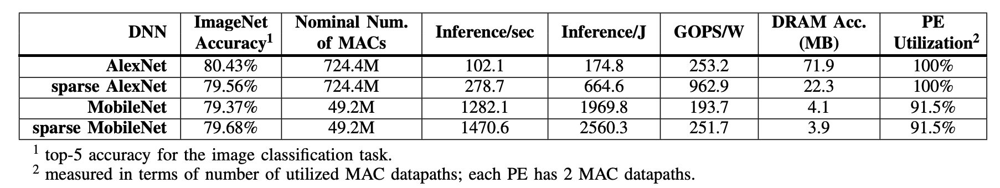 DNN ImageNet Accuracy¹ Nominal Num. of MACs Inference/sec Inference/J GOPS/W DRAM Acc. (MB) PE Utilization²
AlexNet 80.43% 724.4M 102.1 174.8 253.2 71.9 100%
sparse AlexNet 79.56% 724.4M 278.7 664.6 962.9 22.3 100%
MobileNet 79.37% 49.2M 1282.1 1969.8 193.7 4.1 91.5%
sparse MobileNet 79.68% 49.2M 1470.6 2560.3 251.7 3.9 91.5%
¹ top-5 accuracy for the image classification task.
² measured in terms of number of utilized MAC datapaths; each PE has 2 MAC datapaths.